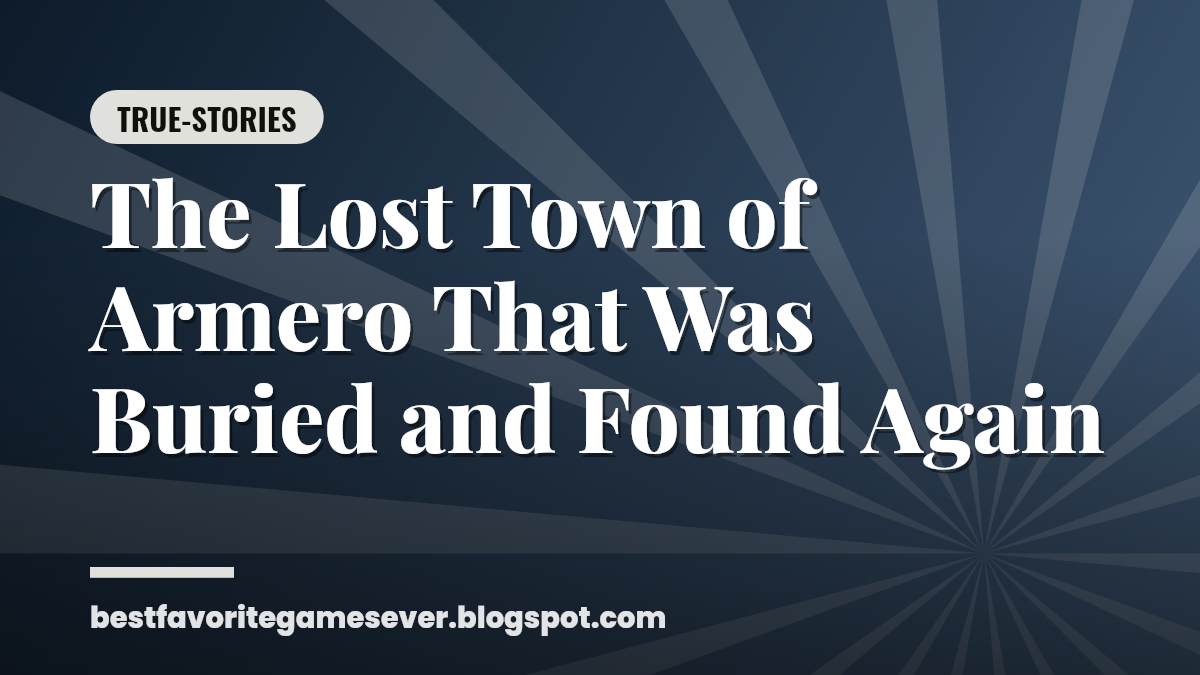 TRUE-STORIES
The Lost Town of
Armero That Was
Buried and Found Again
bestfavoritegamesever.blogspot.com